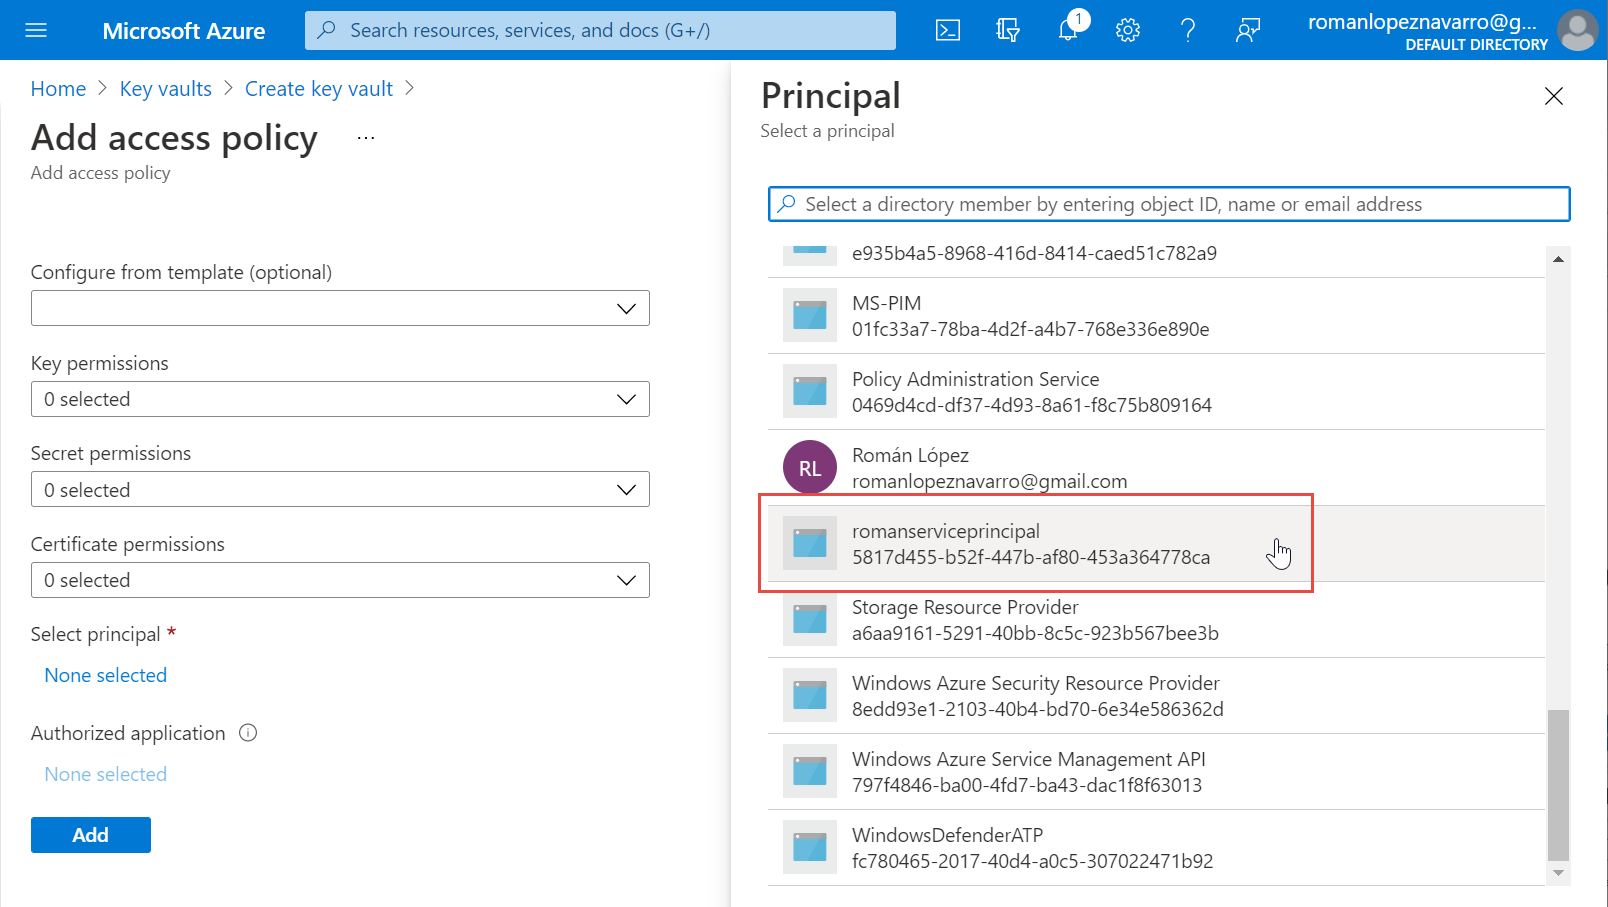 Microsoft Azure
Search resources, services, and docs (G+/)
1
romanlopeznavarro@g...
DEFAULT DIRECTORY
Home > Key vaults > Create key vault >
Add access policy ...
Add access policy
Configure from template (optional)
Key permissions
0 selected
Secret permissions
0 selected
Certificate permissions
0 selected
Select principal *
None selected
Authorized application
None selected
Add
Principal
Select a principal
Select a directory member by entering object ID, name or email address
e935b4a5-8968-416d-8414-caed51c782a9
MS-PIM
01fc33a7-78ba-4d2f-a4b7-768e336e890e
Policy Administration Service
0469d4cd-df37-4d93-8a61-f8c75b809164
RL
Román López
romanlopeznavarro@gmail.com
romanserviceprincipal
5817d455-b52f-447b-af80-453a364778ca
Storage Resource Provider
a6aa9161-5291-40bb-8c5c-923b567bee3b
Windows Azure Security Resource Provider
8edd93e1-2103-40b4-bd70-6e34e586362d
Windows Azure Service Management API
797f4846-ba00-4fd7-ba43-dac1f8f63013
WindowsDefenderATP
fc780465-2017-40d4-a0c5-307022471b92